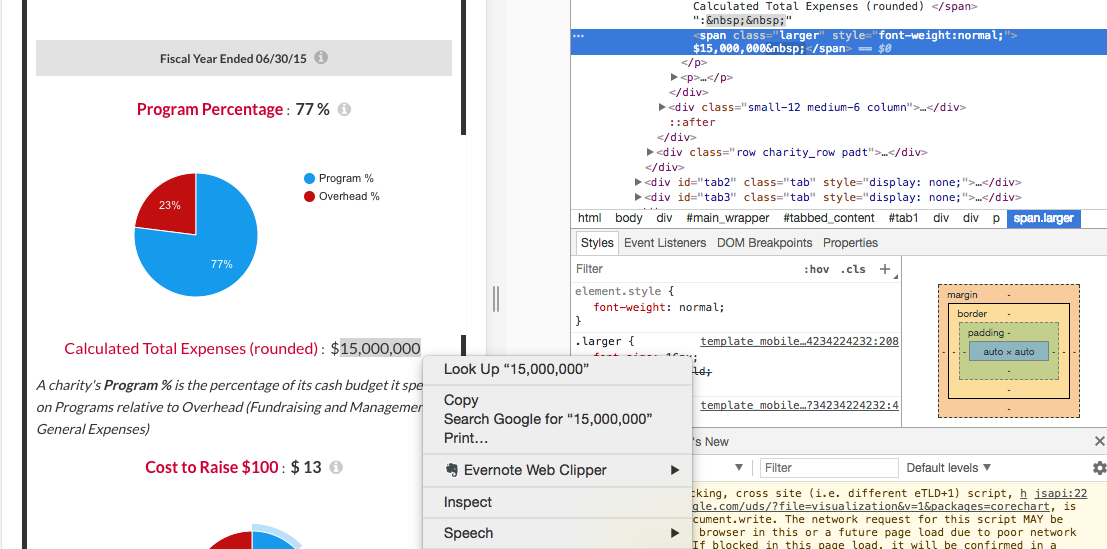 Fiscal Year Ended 06/30/15 i
Program Percentage : 77 % i
Program %
Overhead %
23%
77%
Calculated Total Expenses (rounded) : $15,000,000
A charity's Program % is the percentage of its cash budget it spe
on Programs relative to Overhead (Fundraising and Managemen
General Expenses)
Cost to Raise $100 : $ 13 i
Look Up “15,000,000”
Copy
Search Google for “15,000,000”
Print…
Evernote Web Clipper
Inspect
Speech
Calculated Total Expenses (rounded) </span>
":&nbsp;&nbsp;"
<span class="larger" style="font-weight:normal;">
$15,000,000&nbsp;</span> == $0
</p>
<p>…</p>
</div>
<div class="small-12 medium-6 column">…</div>
::after
</div>
<div class="row charity_row padt">…</div>
</div>
<div id="tab2" class="tab" style="display: none;">…</div>
<div id="tab3" class="tab" style="display: none;">…</div>
html body div #main_wrapper #tabbed_content #tab1 div div p span.larger
Styles Event Listeners DOM Breakpoints Properties
Filter :hov .cls +
element.style {
font-weight: normal;
}
.larger { template_mobile…4234224232:208
template_mobile…?34234224232:4
margin -
border -
padding -
auto × auto
's New
Filter Default levels ▼
cking, cross site (i.e. different eTLD+1) script, h jsapi:22
gle.com/uds/?file=visualization&v=1&packages=corechart, is
cument.write. The network request for this script MAY be
browser in this or a future page load due to poor network
If blocked in this page load, it will be confirmed in a